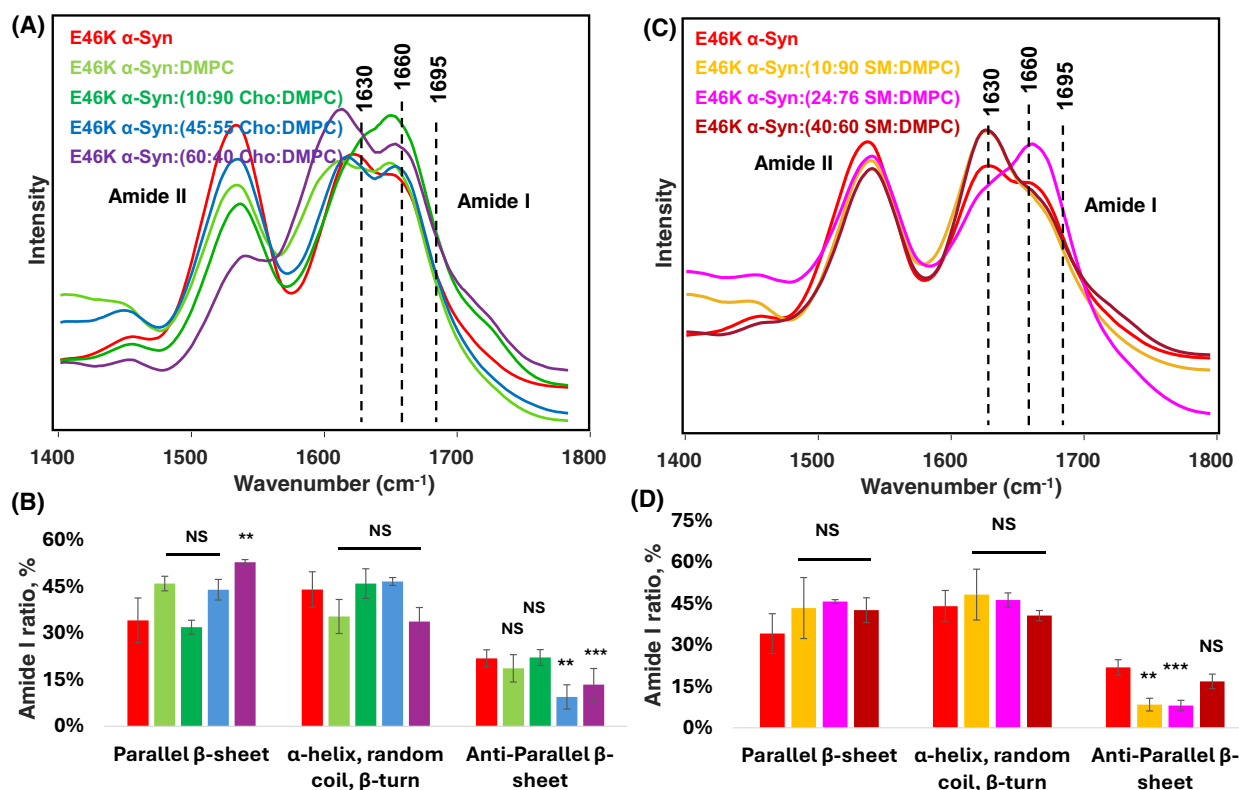 (A)
E46K α-Syn
E46K α-Syn:DMPC
E46K α-Syn:(10:90 Cho:DMPC)
E46K α-Syn:(45:55 Cho:DMPC)
E46K α-Syn:(60:40 Cho:DMPC)
1630
1660
1695
Amide II
Amide I
Intensity
1400
1500
1600
1700
1800
Wavenumber (cm⁻¹)
(C)
E46K α-Syn
E46K α-Syn:(10:90 SM:DMPC)
E46K α-Syn:(24:76 SM:DMPC)
E46K α-Syn:(40:60 SM:DMPC)
1630
1660
1695
Amide II
Amide I
Intensity
1400
1500
1600
1700
1800
Wavenumber (cm⁻¹)
(B)
Amide I ratio, %
60%
45%
30%
15%
0%
NS
**
NS
NS
NS
**
***
Parallel β-sheet
α-helix, random
coil, β-turn
Anti-Parallel β-
sheet
(D)
Amide I ratio, %
75%
60%
45%
30%
15%
0%
NS
NS
**
***
NS
Parallel β-sheet
α-helix, random
coil, β-turn
Anti-Parallel β-
sheet